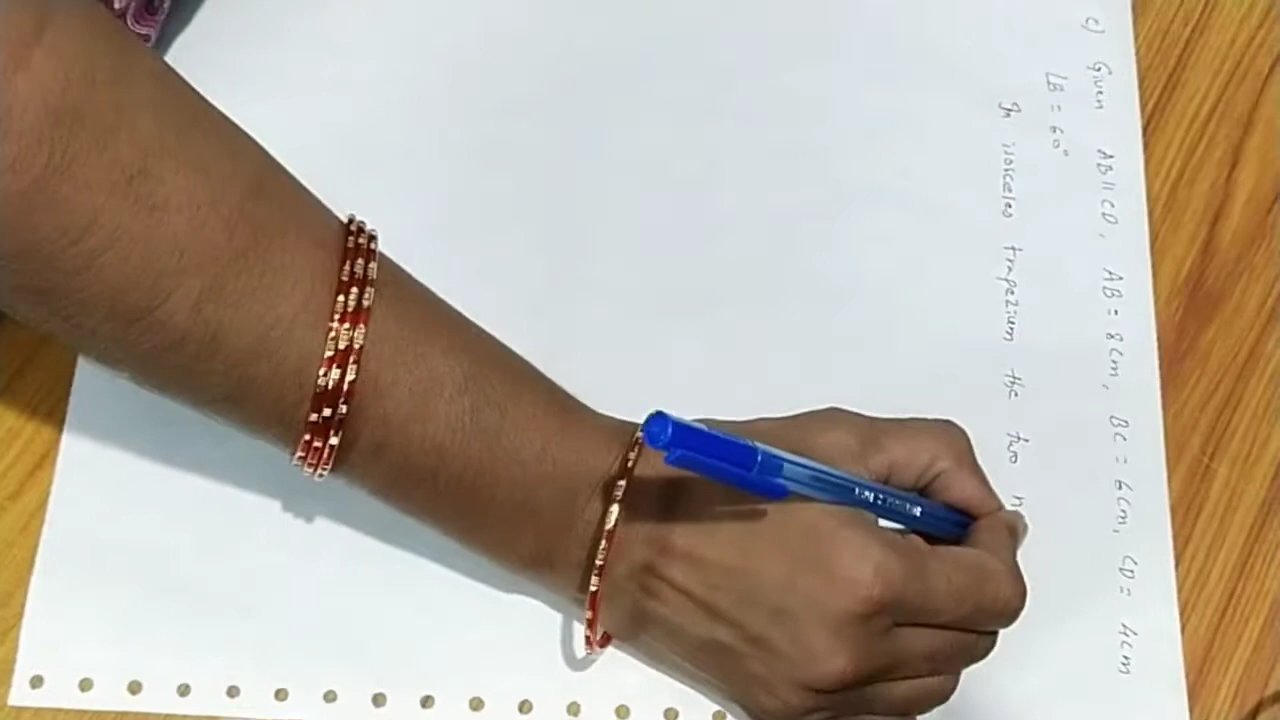 c) Given AB || CD, AB = 8cm, BC = 6cm, CD = 4cm
∠B = 60°
In isosceles trapezium the two n